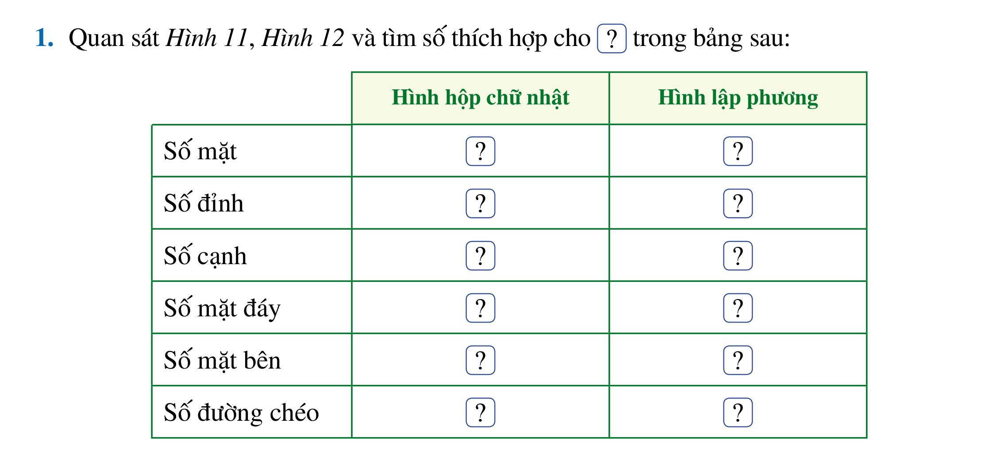 1. Quan sát Hình 11, Hình 12 và tìm số thích hợp cho ? trong bảng sau:
Hình hộp chữ nhật Hình lập phương
Số mặt ? ?
Số đỉnh ? ?
Số cạnh ? ?
Số mặt đáy ? ?
Số mặt bên ? ?
Số đường chéo ? ?